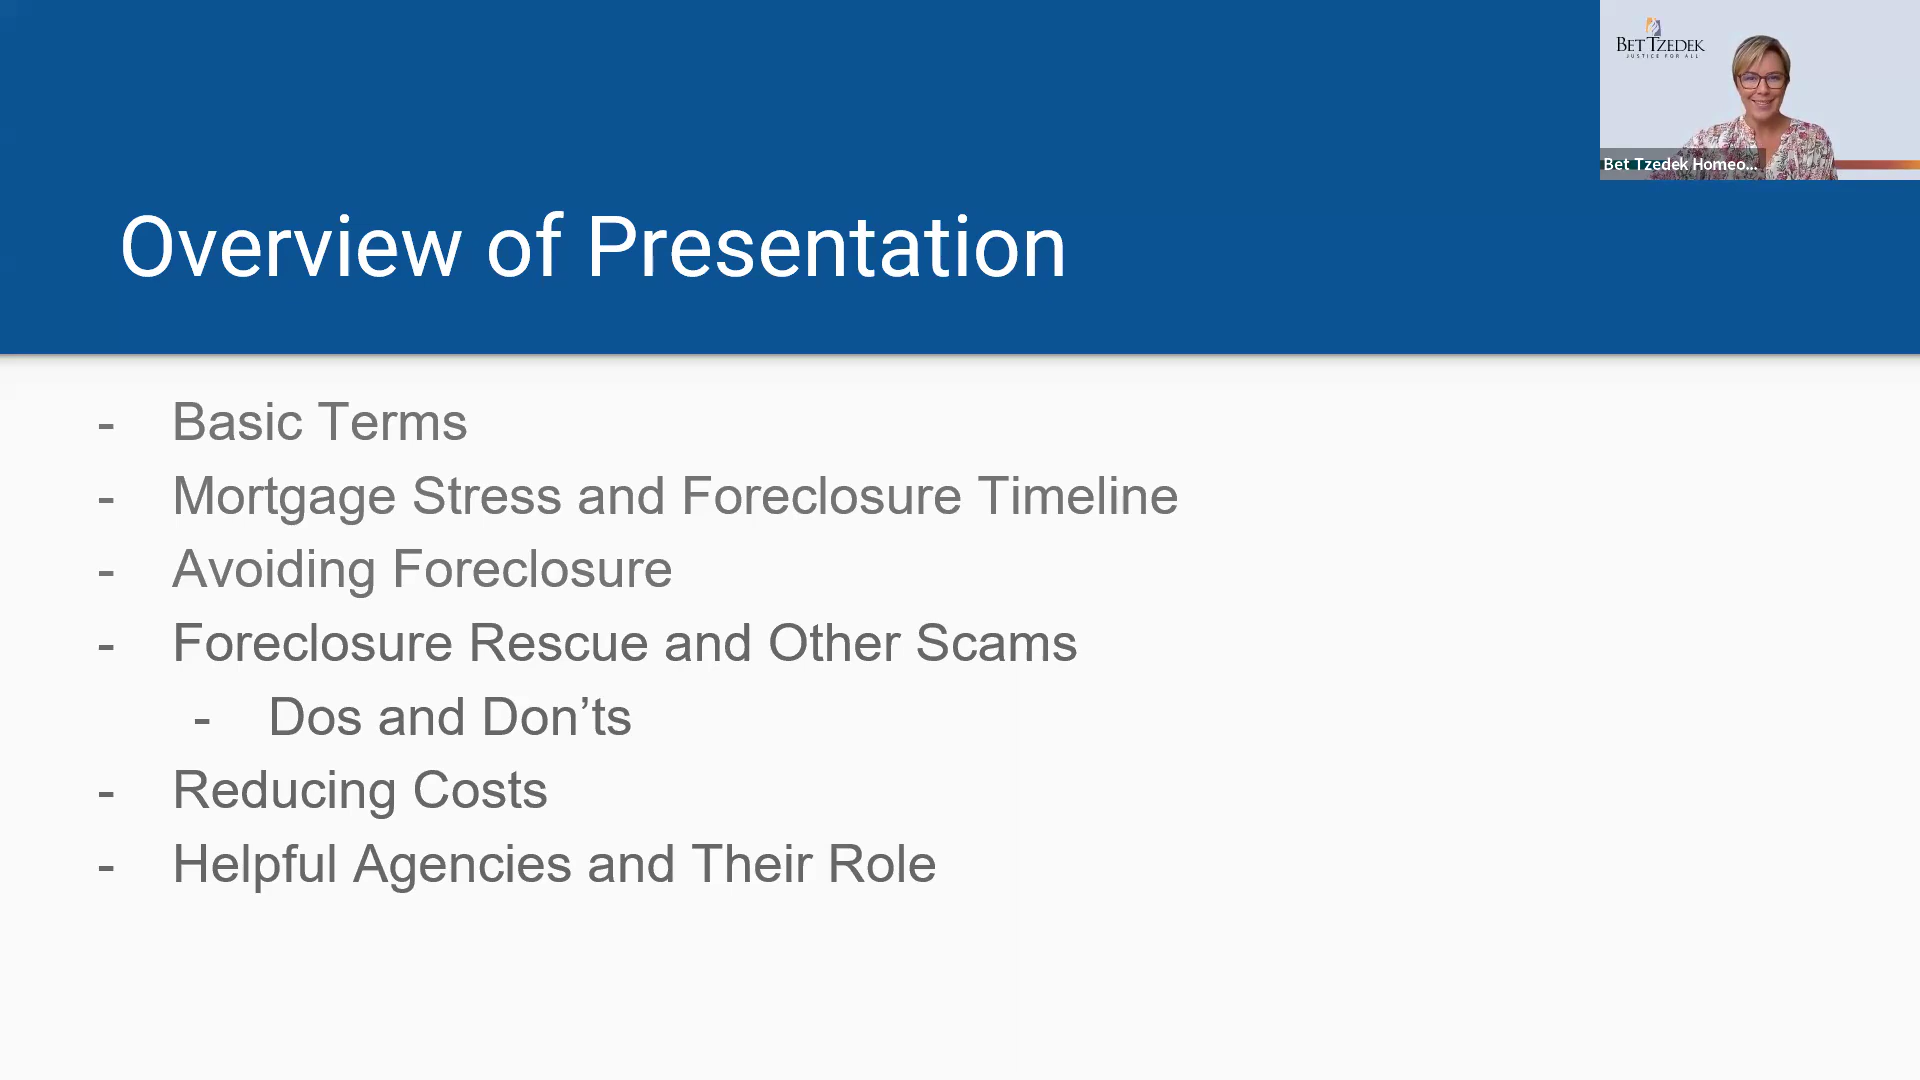 BET TZEDEK
JUSTICE FOR ALL
Bet Tzedek Homeo...
Overview of Presentation
- Basic Terms
- Mortgage Stress and Foreclosure Timeline
- Avoiding Foreclosure
- Foreclosure Rescue and Other Scams
- Dos and Don’ts
- Reducing Costs
- Helpful Agencies and Their Role